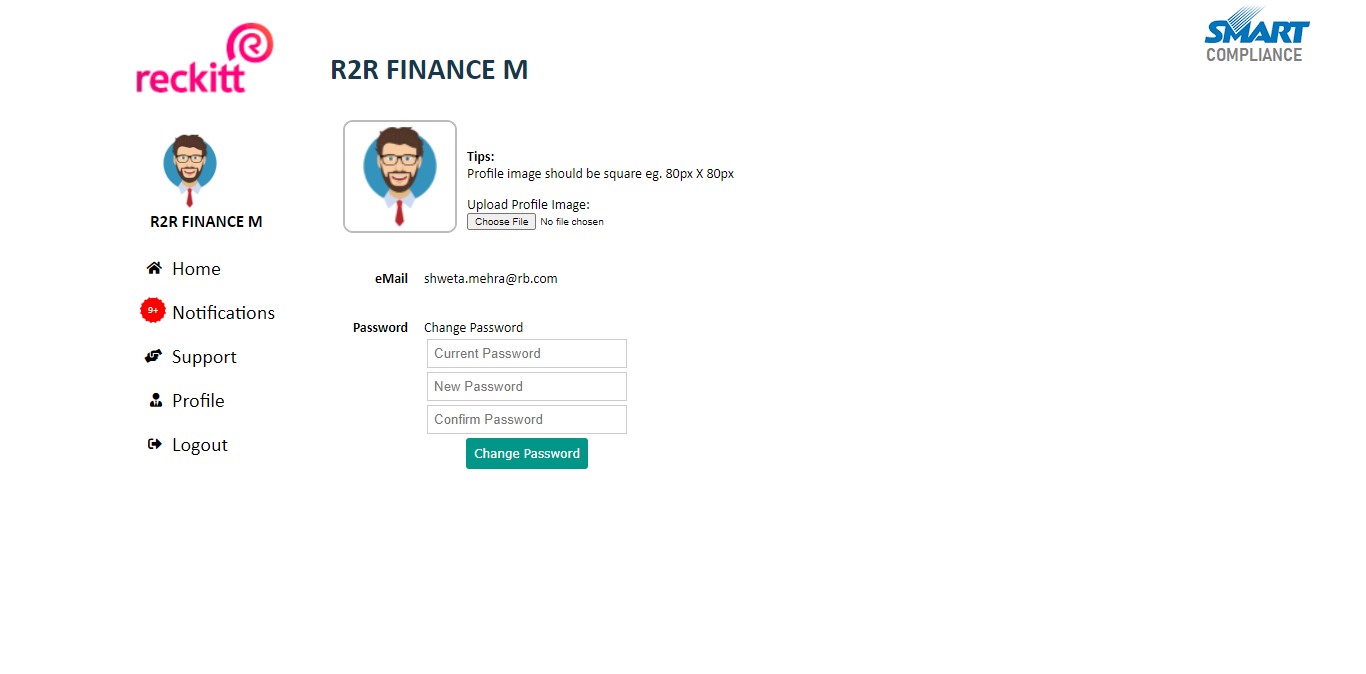 reckitt
R2R FINANCE M
SMART
COMPLIANCE
R2R FINANCE M
Home
9+
Notifications
Support
Profile
Logout
Tips:
Profile image should be square eg. 80px X 80px
Upload Profile Image:
Choose File No file chosen
eMail shweta.mehra@rb.com
Password Change Password
Current Password
New Password
Confirm Password
Change Password